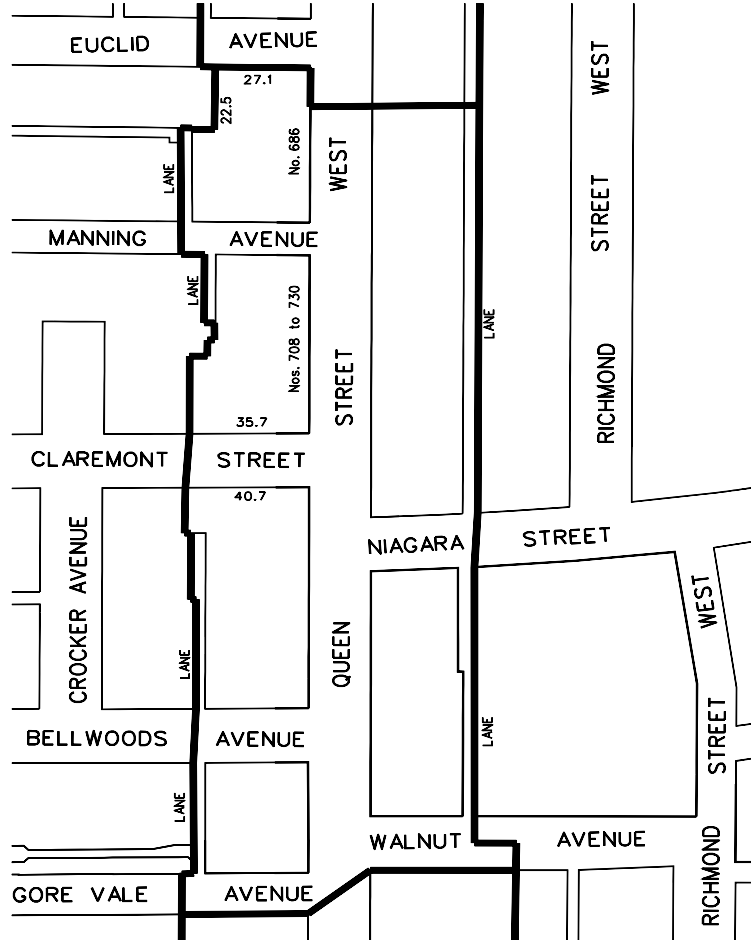 EUCLID AVENUE
27.1
22.5
No. 686
WEST
WEST
LANE
STREET
MANNING AVENUE
LANE
Nos. 708 to 730
LANE
STREET
RICHMOND
35.7
CLAREMONT STREET
40.7
NIAGARA STREET
CROCKER AVENUE
WEST
QUEEN
LANE
BELLWOODS AVENUE
LANE
STREET
LANE
WALNUT AVENUE
RICHMOND
GORE VALE AVENUE